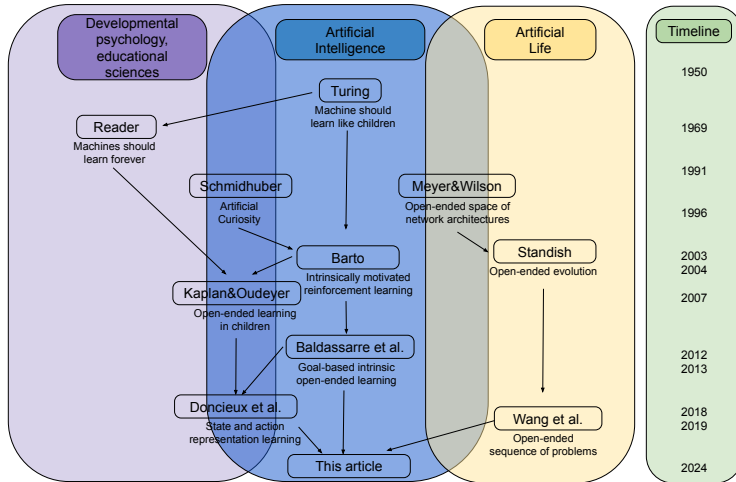 Developmental
psychology,
educational
sciences
Artificial
Intelligence
Artificial
Life
Timeline
Turing
Machine should
learn like children
1950
Reader
Machines should
learn forever
1969
Schmidhuber
Artificial
Curiosity
Meyer&Wilson
Open-ended space of
network architectures
1991
1996
Barto
Intrinsically motivated
reinforcement learning
Standish
Open-ended evolution
2003
2004
Kaplan&Oudeyer
Open-ended learning
in children
2007
Baldassarre et al.
Goal-based intrinsic
open-ended learning
2012
2013
Doncieux et al.
State and action
representation learning
Wang et al.
Open-ended
sequence of problems
2018
2019
This article
2024